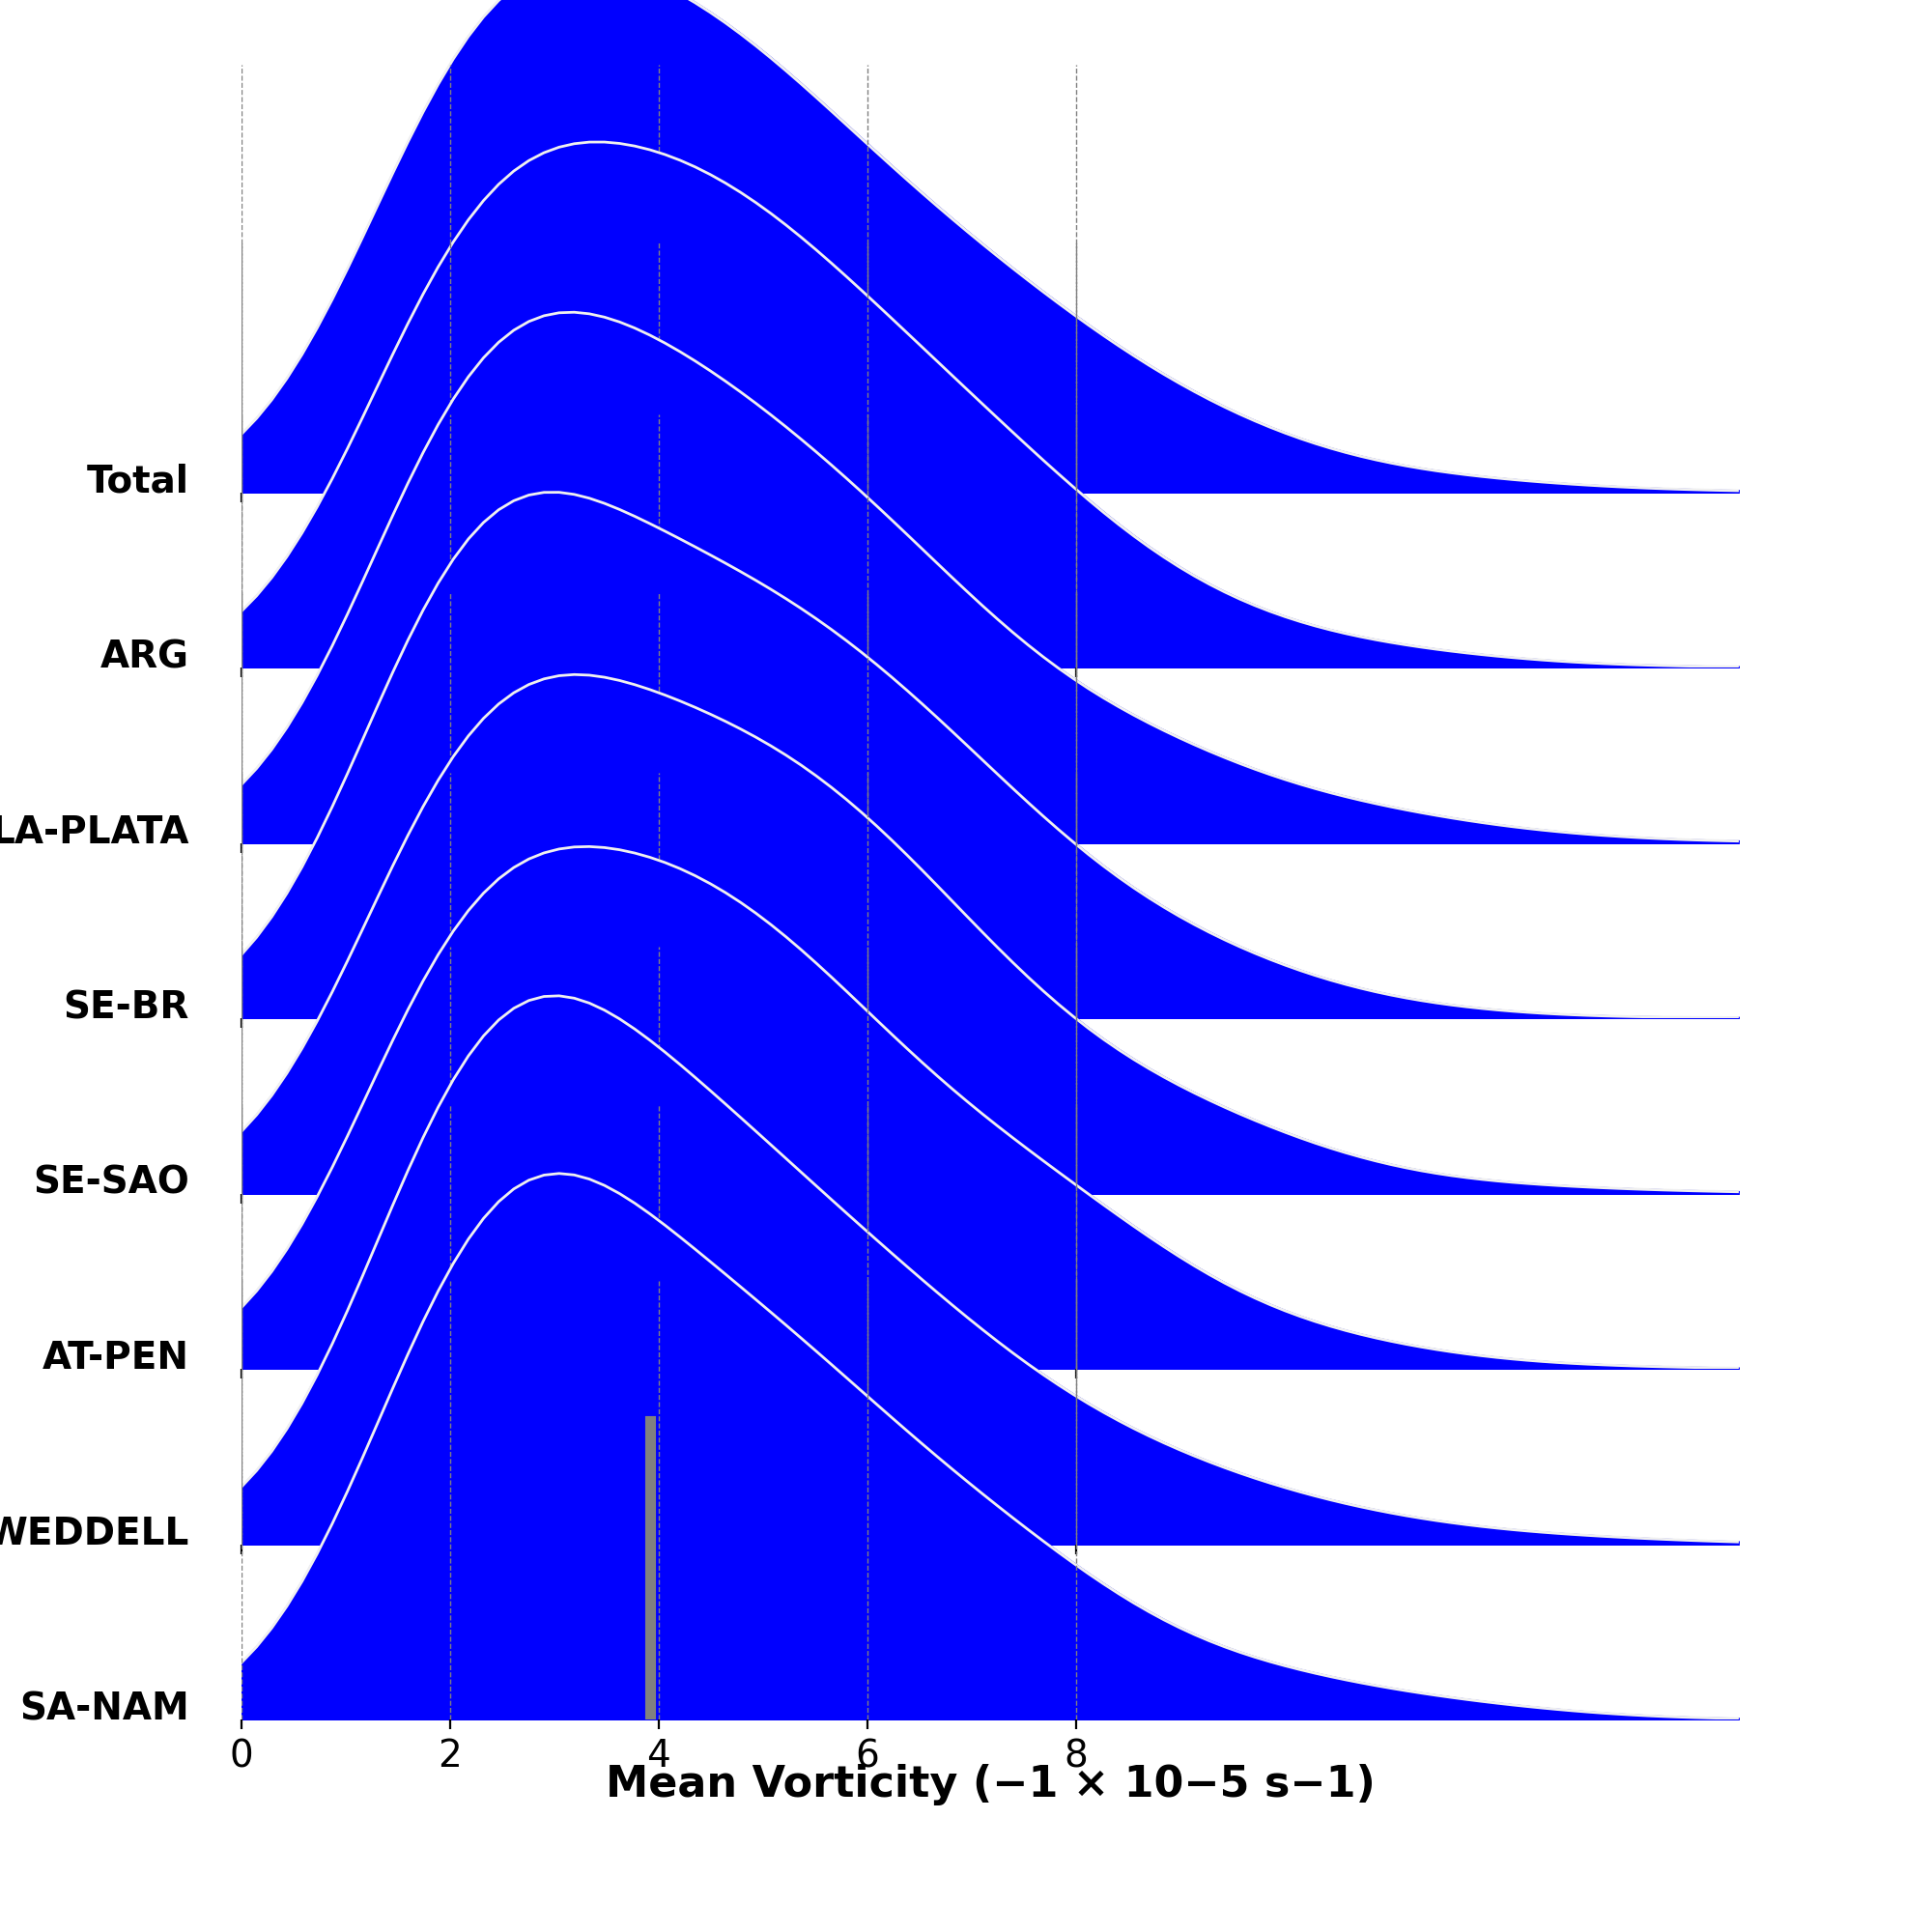 Total
ARG
LA-PLATA
SE-BR
SE-SAO
AT-PEN
WEDDELL
SA-NAM
0 2 4 6 8
Mean Vorticity (−1 × 10−5 s−1)